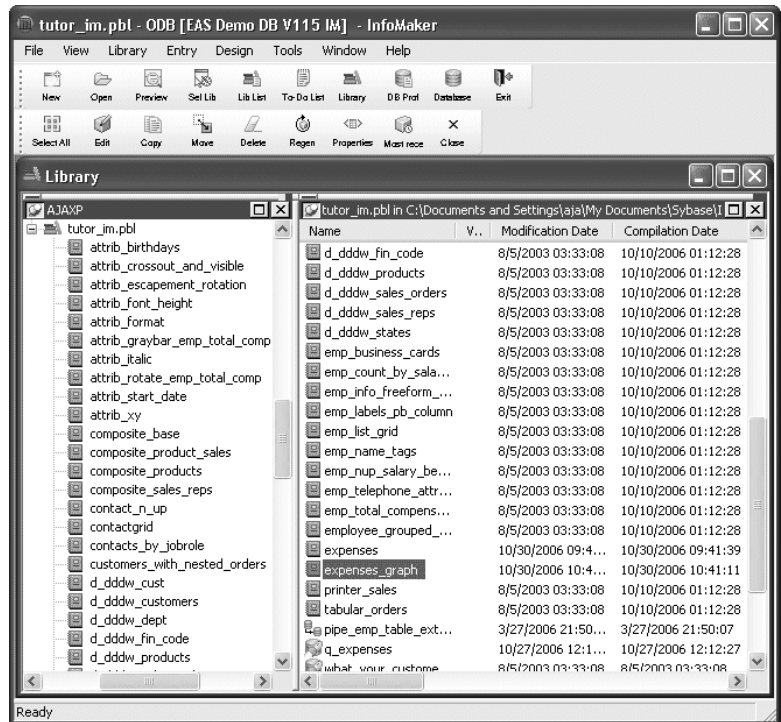 tutor_im.pbl - ODB [EAS Demo DB V115 IM] - InfoMaker
File View Library Entry Design Tools Window Help
New Open Preview Sel Lib Lib List To-Do List Library DB Prof Database Exit
Select All Edit Copy Move Delete Regen Properties Most rece Close
Library
AJAXP
tutor_im.pbl
attrib_birthdays
attrib_crossout_and_visible
attrib_escapement_rotation
attrib_font_height
attrib_format
attrib_graybar_emp_total_comp
attrib_italic
attrib_rotate_emp_total_comp
attrib_start_date
attrib_xy
composite_base
composite_product_sales
composite_products
composite_sales_reps
contact_n_up
contactgrid
contacts_by_jobrole
customers_with_nested_orders
d_dddw_cust
d_dddw_customers
d_dddw_dept
d_dddw_fin_code
d_dddw_products
tutor_im.pbl in C:\Documents and Settings\aja\My Documents\Sybase\I
Name V.. Modification Date Compilation Date
d_dddw_fin_code 8/5/2003 03:33:08 10/10/2006 01:12:28
d_dddw_products 8/5/2003 03:33:08 10/10/2006 01:12:28
d_dddw_sales_orders 8/5/2003 03:33:08 10/10/2006 01:12:28
d_dddw_sales_reps 8/5/2003 03:33:08 10/10/2006 01:12:28
d_dddw_states 8/5/2003 03:33:08 10/10/2006 01:12:28
emp_business_cards 8/5/2003 03:33:08 10/10/2006 01:12:28
emp_count_by_sala... 8/5/2003 03:33:08 10/10/2006 01:12:28
emp_info_freeform_... 8/5/2003 03:33:08 10/10/2006 01:12:28
emp_labels_pb_column 8/5/2003 03:33:08 10/10/2006 01:12:28
emp_list_grid 8/5/2003 03:33:08 10/10/2006 01:12:28
emp_name_tags 8/5/2003 03:33:08 10/10/2006 01:12:28
emp_nup_salary_be... 8/5/2003 03:33:08 10/10/2006 01:12:28
emp_telephone_attr... 8/5/2003 03:33:08 10/10/2006 01:12:28
emp_total_compens... 8/5/2003 03:33:08 10/10/2006 01:12:28
employee_grouped_... 8/5/2003 03:33:08 10/10/2006 01:12:28
expenses 10/30/2006 09:4... 10/30/2006 09:41:39
expenses_graph 10/30/2006 10:4... 10/30/2006 10:41:11
printer_sales 8/5/2003 03:33:08 10/10/2006 01:12:28
tabular_orders 8/5/2003 03:33:08 10/10/2006 01:12:28
pipe_emp_table_ext... 3/27/2006 21:50... 3/27/2006 21:50:07
q_expenses 10/27/2006 12:1... 10/27/2006 12:12:27
what_your_custome 8/5/2003 03:33:08 8/5/2003 03:33:08
Ready